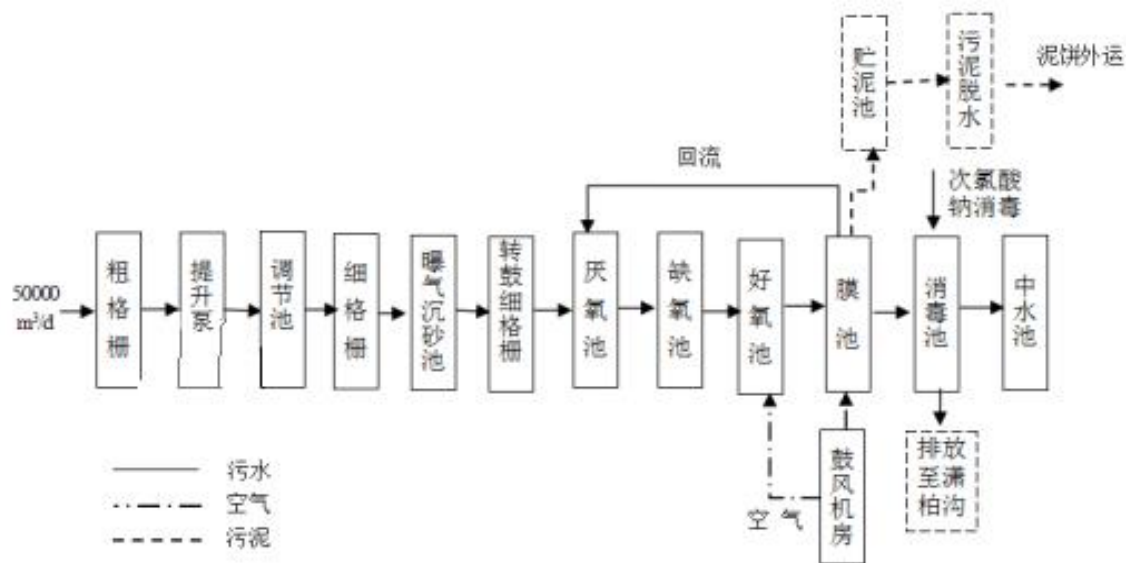 贮泥池
污泥脱水
泥饼外运
回流
次氯酸
钠消毒
50000
m³/d
粗格栅
提升泵
调节池
细格栅
曝气沉砂池
转鼓细格栅
厌氧池
缺氧池
好氧池
膜池
消毒池
中水池
污水
空气
污泥
空气
鼓风机房
排放
至潇
柏沟